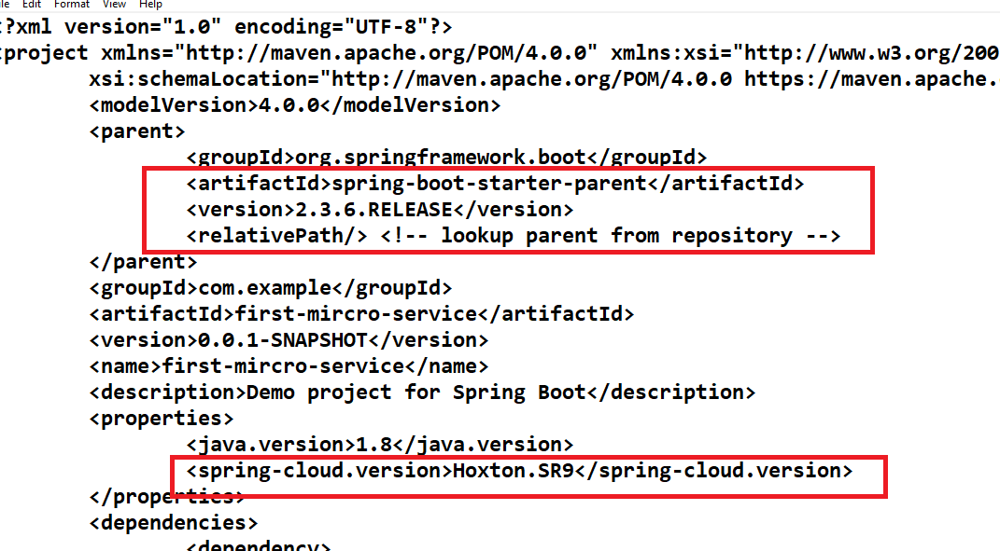 Edit Format View Help
?xml version="1.0" encoding="UTF-8"?>
project xmlns="http://maven.apache.org/POM/4.0.0" xmlns:xsi="http://www.w3.org/200
xsi:schemaLocation="http://maven.apache.org/POM/4.0.0 https://maven.apache.
<modelVersion>4.0.0</modelVersion>
<parent>
<groupId>org.springframework.boot</groupId>
<artifactId>spring-boot-starter-parent</artifactId>
<version>2.3.6.RELEASE</version>
<relativePath/> <!-- lookup parent from repository -->
</parent>
<groupId>com.example</groupId>
<artifactId>first-mircro-service</artifactId>
<version>0.0.1-SNAPSHOT</version>
<name>first-mircro-service</name>
<description>Demo project for Spring Boot</description>
<properties>
<java.version>1.8</java.version>
<spring-cloud.version>Hoxton.SR9</spring-cloud.version>
</properties>
<dependencies>
<dependency>